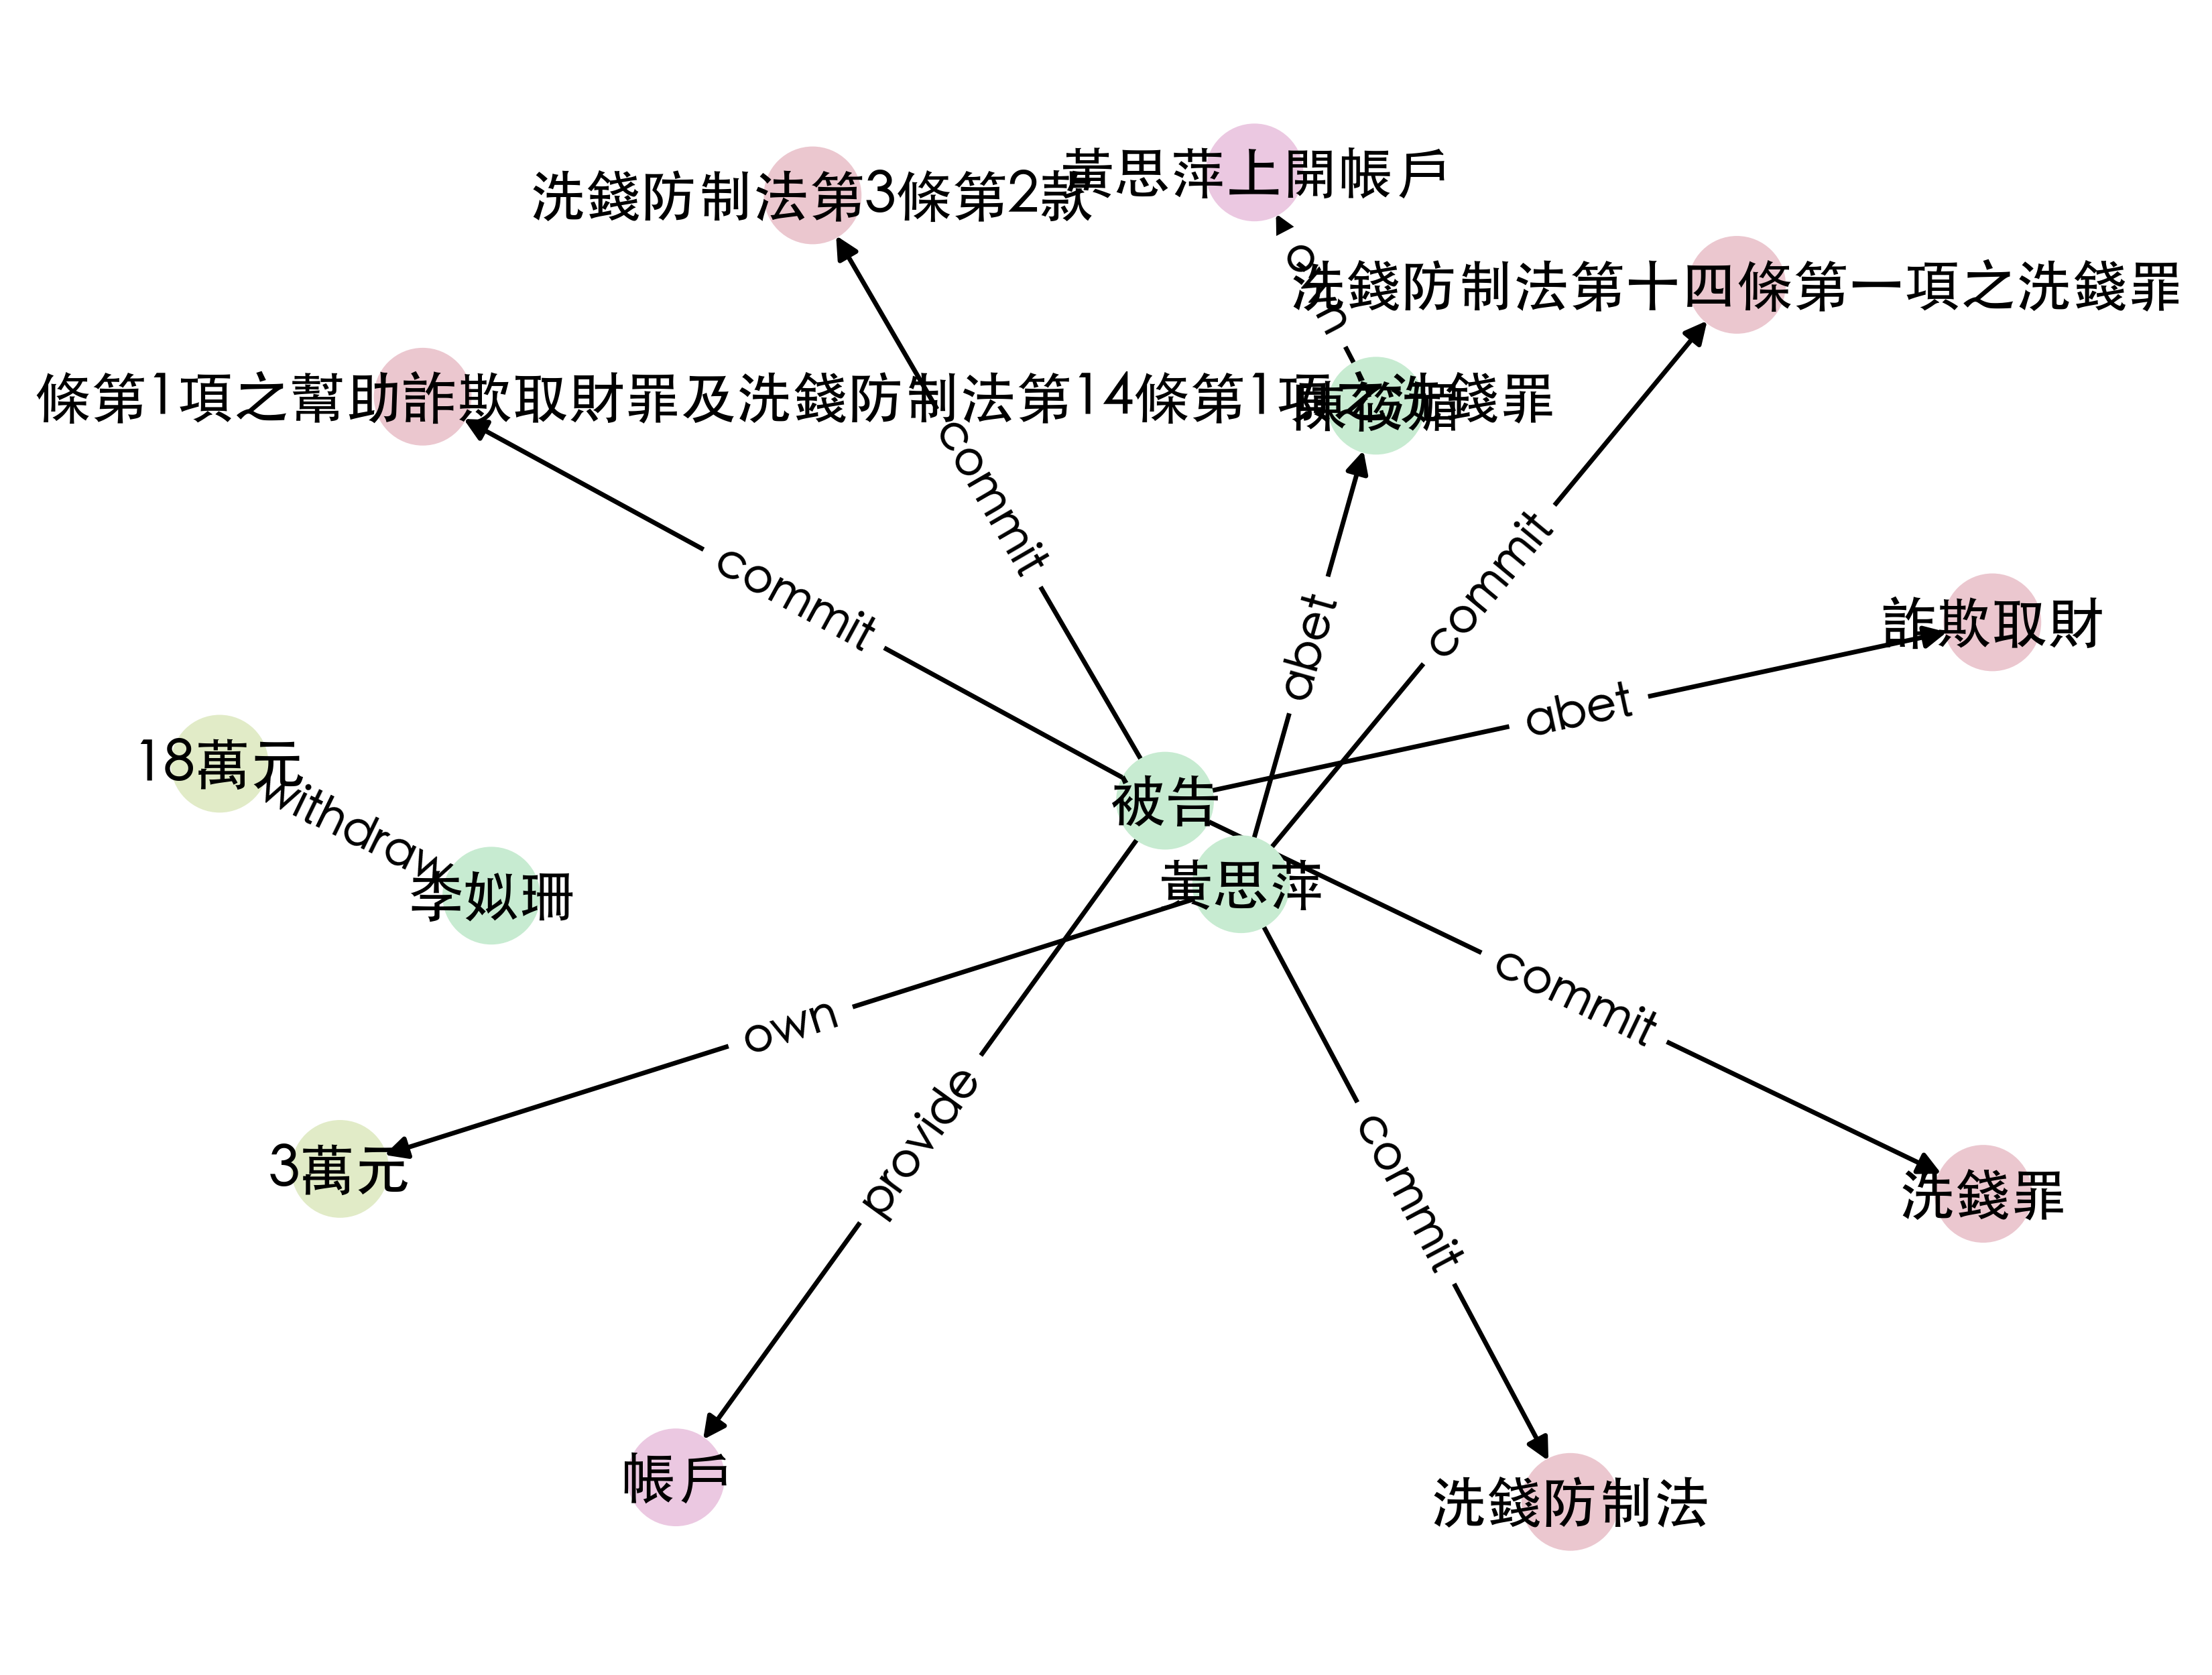 黃思萍上開帳戶
洗錢防制法第3條第2款
own
洗錢防制法第十四條第一項之洗錢罪
條第1項之幫助詐欺取財罪及洗錢防制法第14條第1項之洗錢罪
commit
commit
commit
abet
詐欺取財
abet
18萬元
withdraw
被告
李姒珊
黃思萍
commit
own
provide
commit
3萬元
洗錢罪
帳戶
洗錢防制法